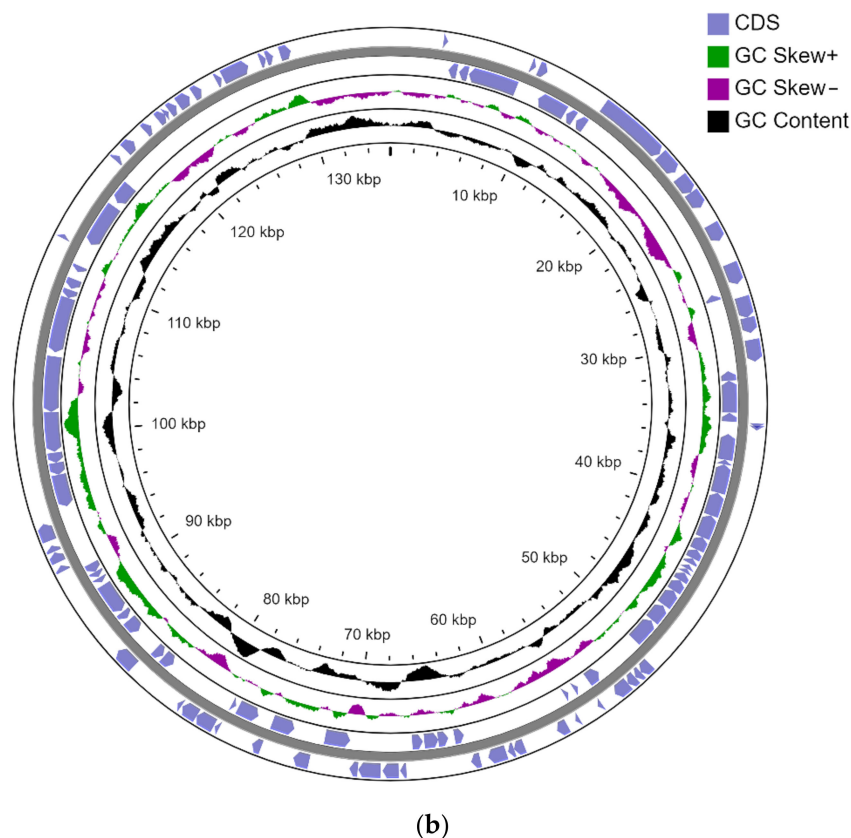 CDS
GC Skew+
GC Skew−
GC Content
10 kbp
20 kbp
30 kbp
40 kbp
50 kbp
60 kbp
70 kbp
80 kbp
90 kbp
100 kbp
110 kbp
120 kbp
130 kbp
(b)